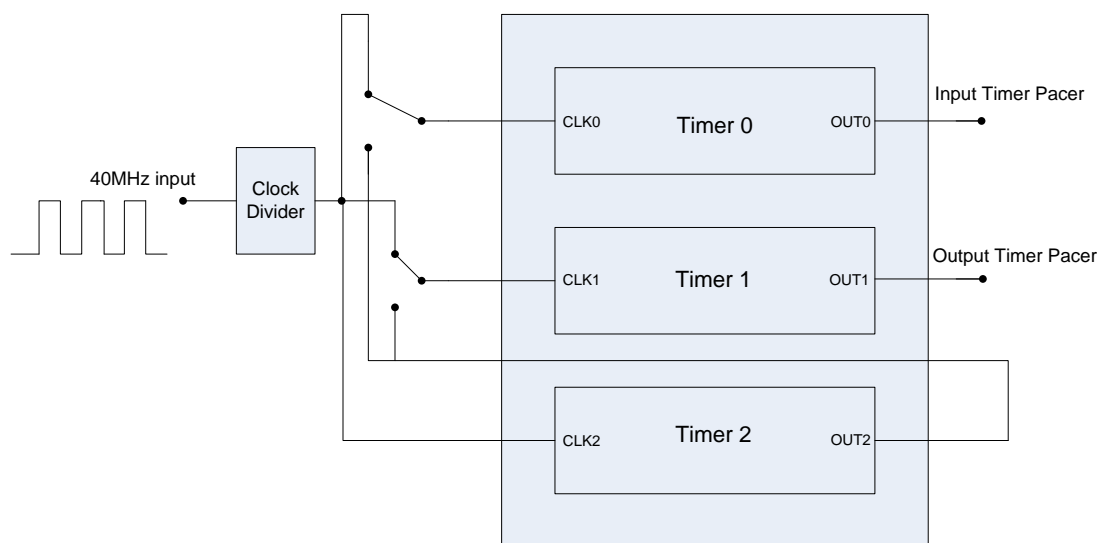 Input Timer Pacer
CLK0
Timer 0
OUT0
40MHz input
Clock
Divider
Output Timer Pacer
CLK1
Timer 1
OUT1
CLK2
Timer 2
OUT2